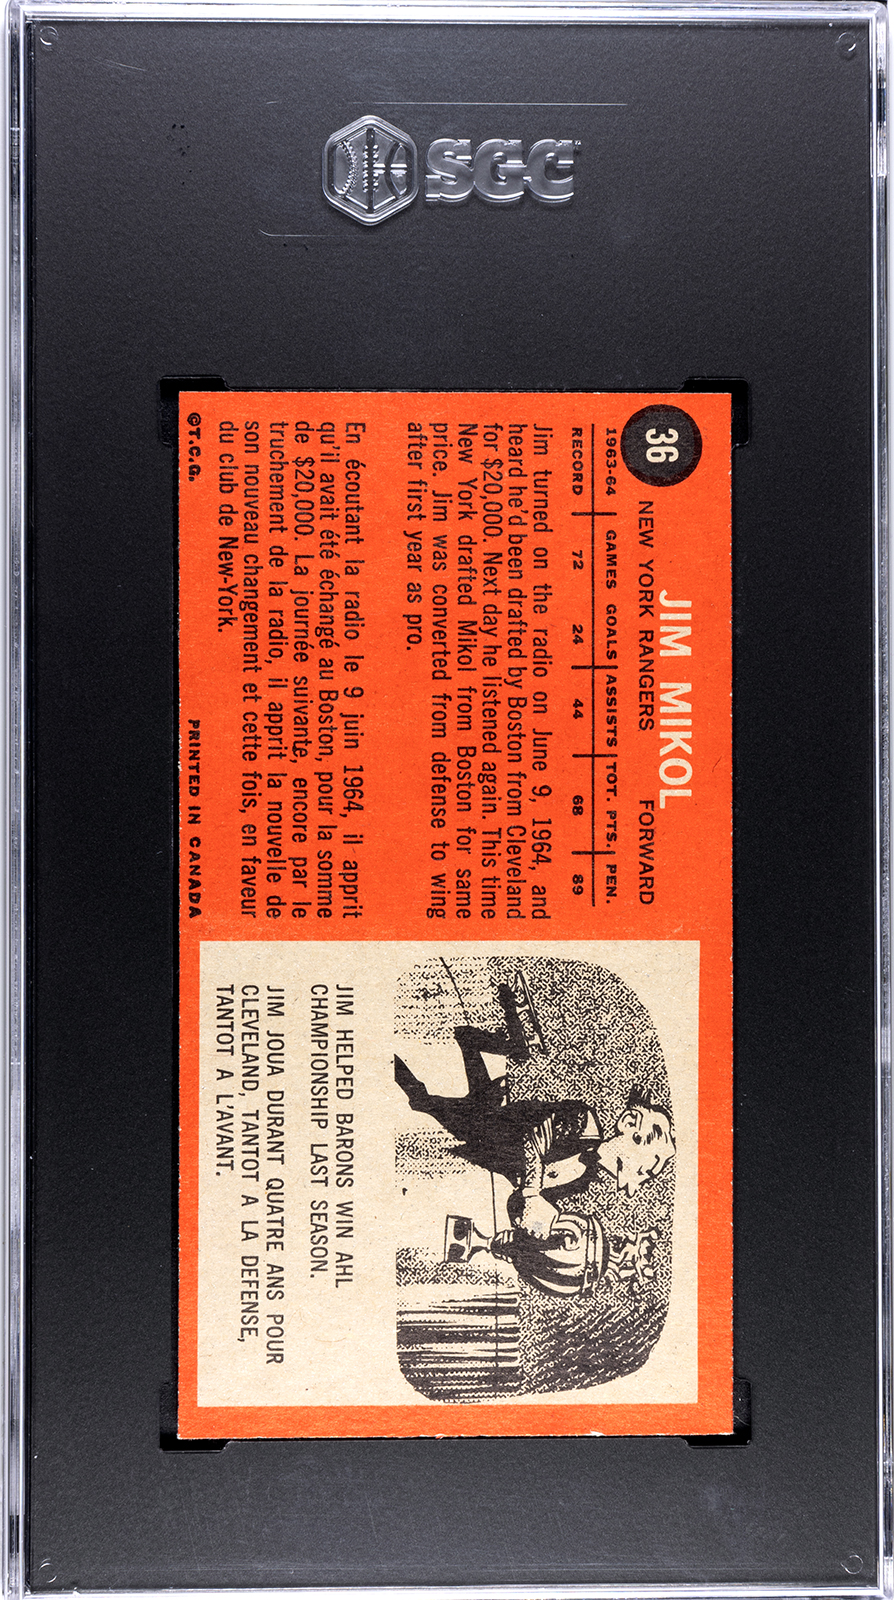 SGC
36
JIM MIKOL
NEW YORK RANGERS FORWARD
1963-64 GAMES GOALS ASSISTS TOT. PTS. PEN.
RECORD 72 24 44 68 89
Jim turned on the radio on June 9, 1964, and
heard he'd been drafted by Boston from Cleveland
for $20,000. Next day he listened again. This time
New York drafted Mikol from Boston for same
price. Jim was converted from defense to wing
after first year as pro.
En écoutant la radio le 9 juin 1964, il apprit
qu'il avait été échangé au Boston, pour la somme
de $20,000. La journée suivante, encore par le
truchement de la radio, il apprit la nouvelle de
son nouveau changement et cette fois, en faveur
du club de New-York.
©T.C.G. PRINTED IN CANADA
JIM HELPED BARONS WIN AHL
CHAMPIONSHIP LAST SEASON.
JIM JOUA DURANT QUATRE ANS POUR
CLEVELAND, TANTOT A LA DEFENSE,
TANTOT A L'AVANT.